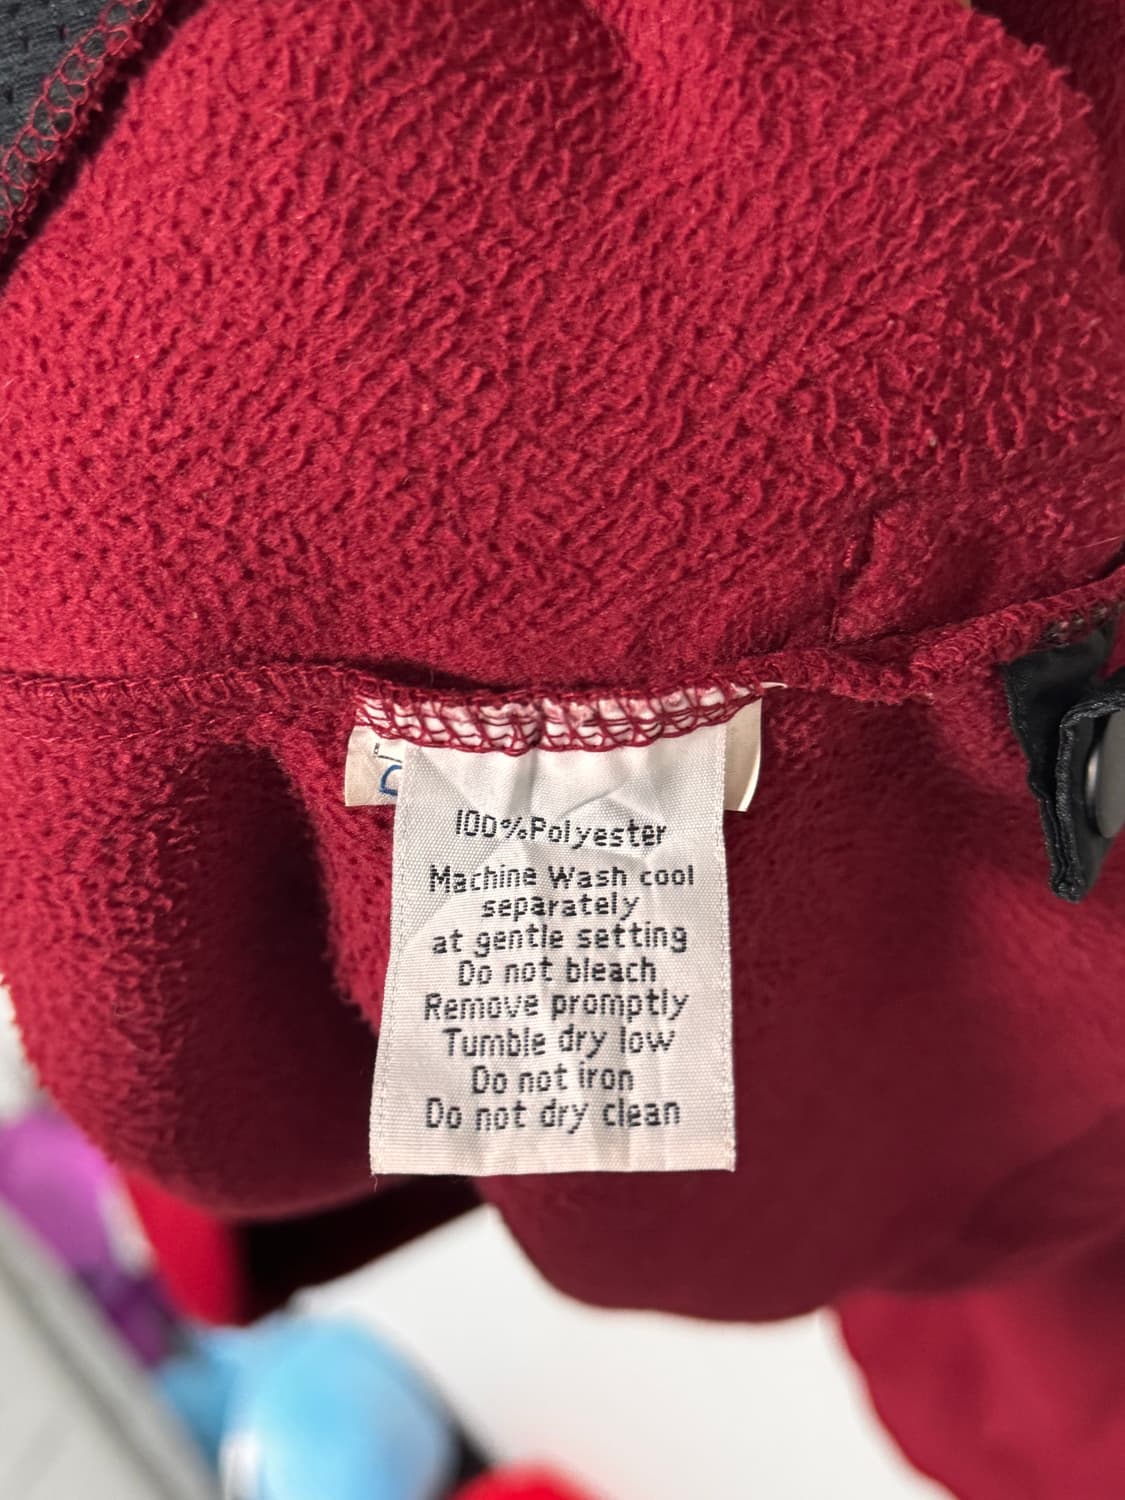 100%Polyester
Machine Wash cool
separately
at gentle setting
Do not bleach
Remove promptly
Tumble dry low
Do not iron
Do not dry clean